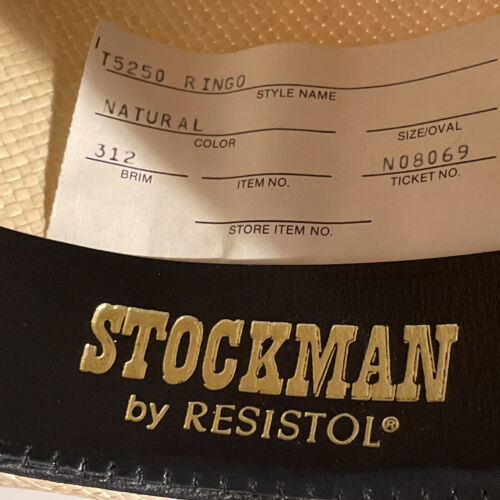 T5250 RINGO
STYLE NAME
NATURAL
COLOR
SIZE/OVAL
312
N08069
BRIM
ITEM NO.
TICKET NO.
STORE ITEM NO.
STOCKMAN
by RESISTOL®